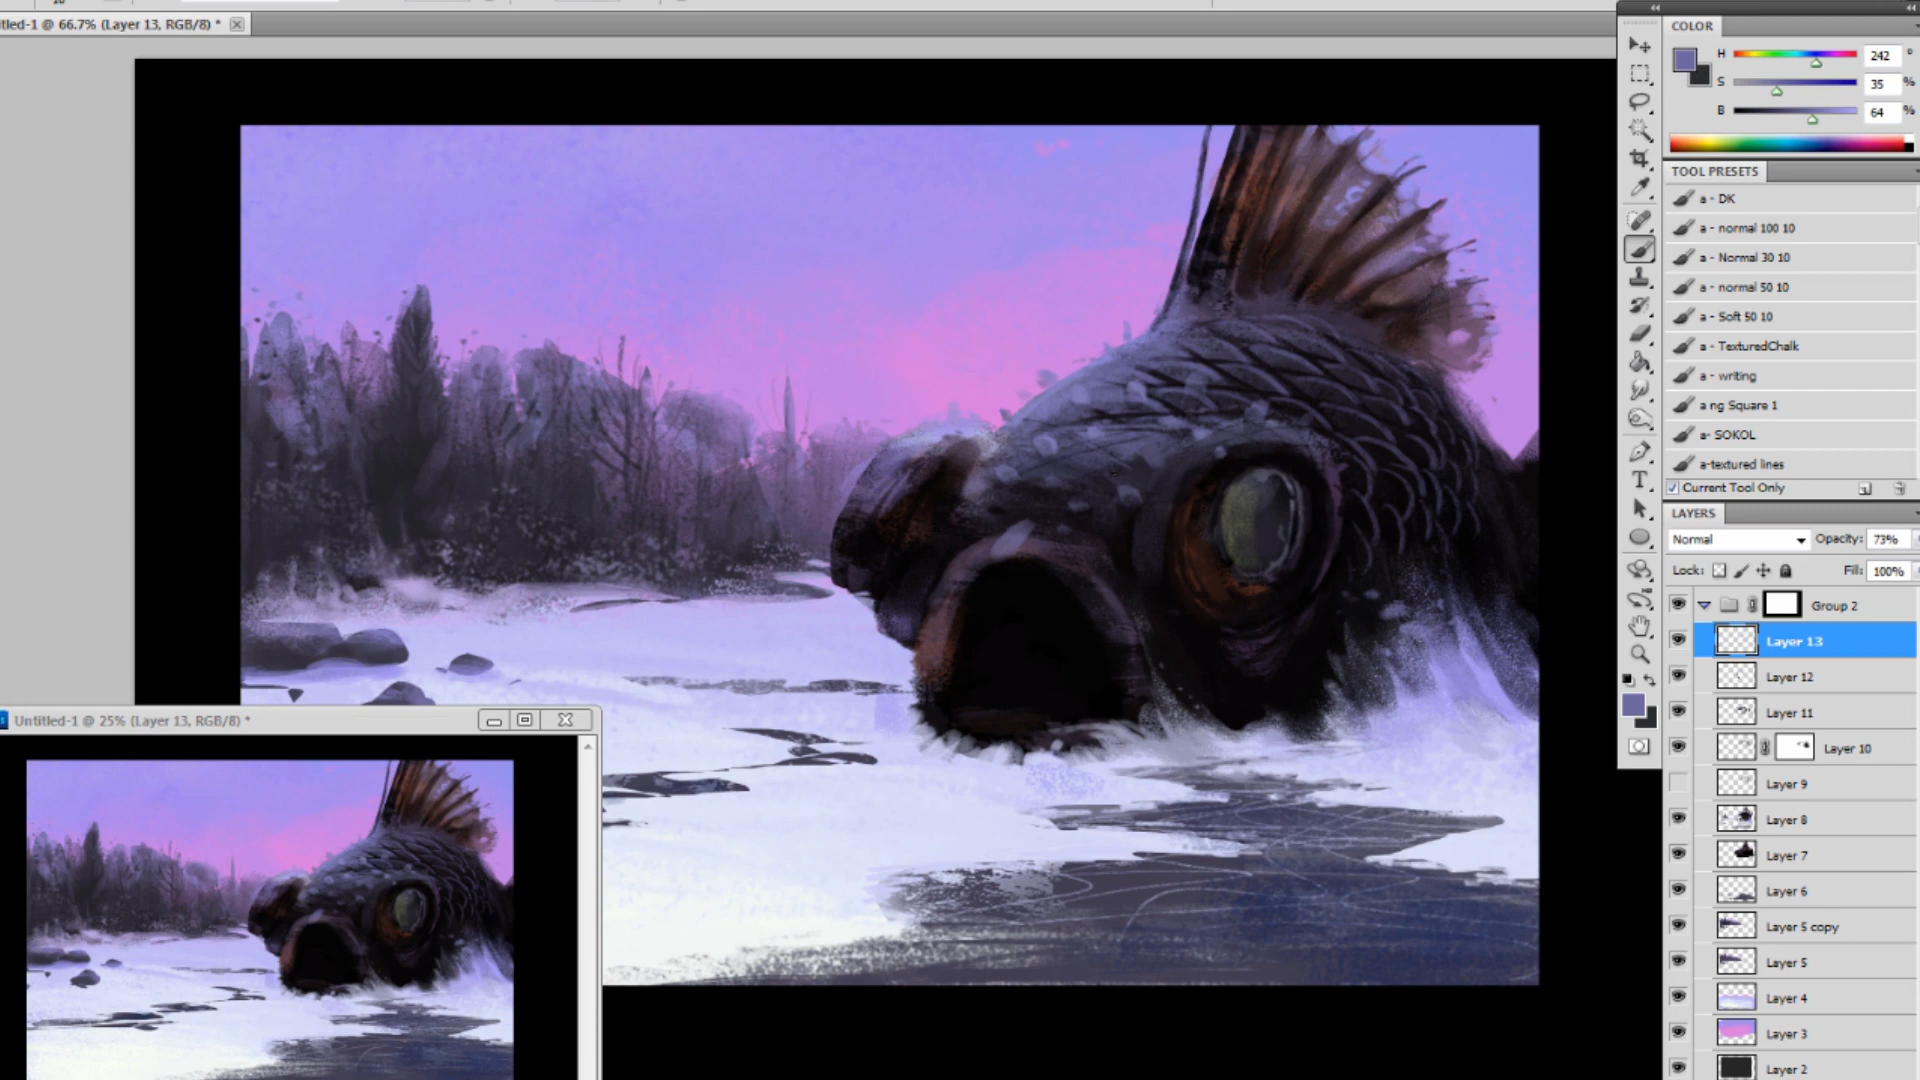 itled-1 @ 66.7% (Layer 13, RGB/8) *
COLOR
H 242 °
S 35 %
B 64 %
TOOL PRESETS
a - DK
a - normal 100 10
a - Normal 30 10
a - normal 50 10
a - Soft 50 10
a - TexturedChalk
a - writing
a ng Square 1
a- SOKOL
a-textured lines
Current Tool Only
LAYERS
Normal Opacity: 73%
Lock: Fill: 100%
Group 2
Layer 13
Layer 12
Layer 11
Layer 10
Layer 9
Layer 8
Layer 7
Layer 6
Layer 5 copy
Layer 5
Layer 4
Layer 3
Layer 2
Untitled-1 @ 25% (Layer 13, RGB/8) *